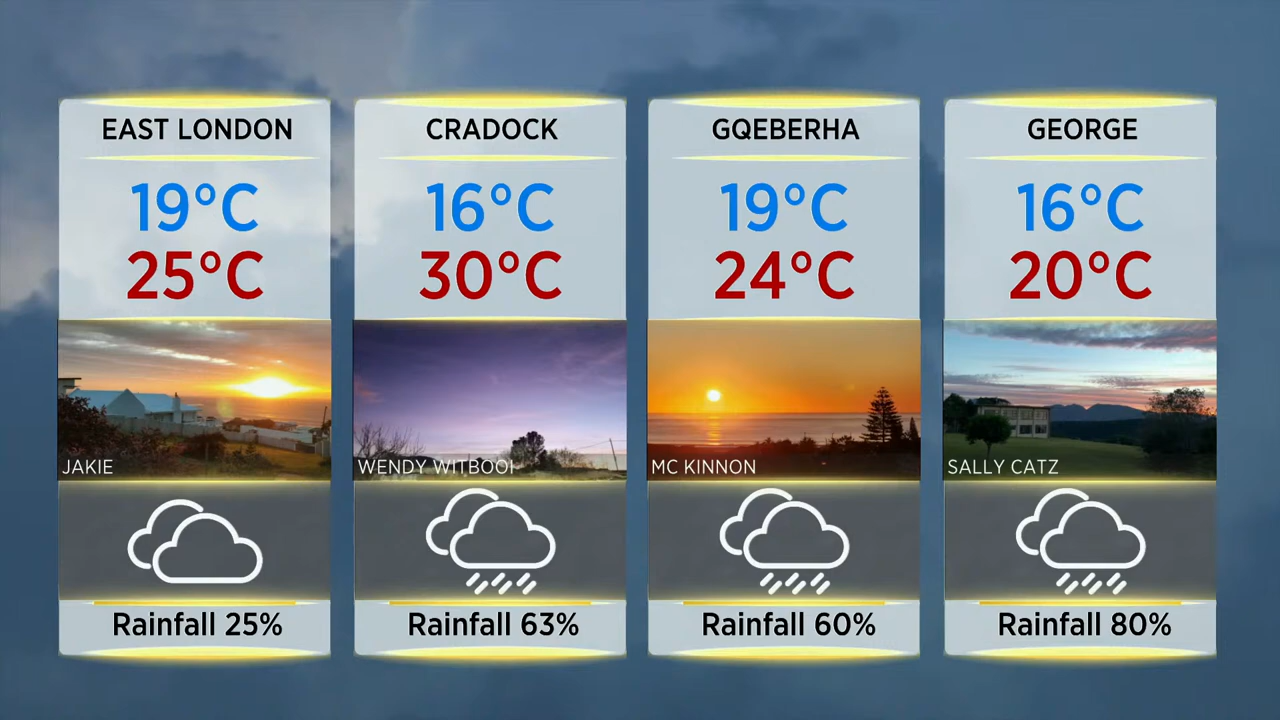 EAST LONDON
19°C
25°C
JAKIE
Rainfall 25%
CRADOCK
16°C
30°C
WENDY WITBOOI
Rainfall 63%
GQEBERHA
19°C
24°C
MC KINNON
Rainfall 60%
GEORGE
16°C
20°C
SALLY CATZ
Rainfall 80%